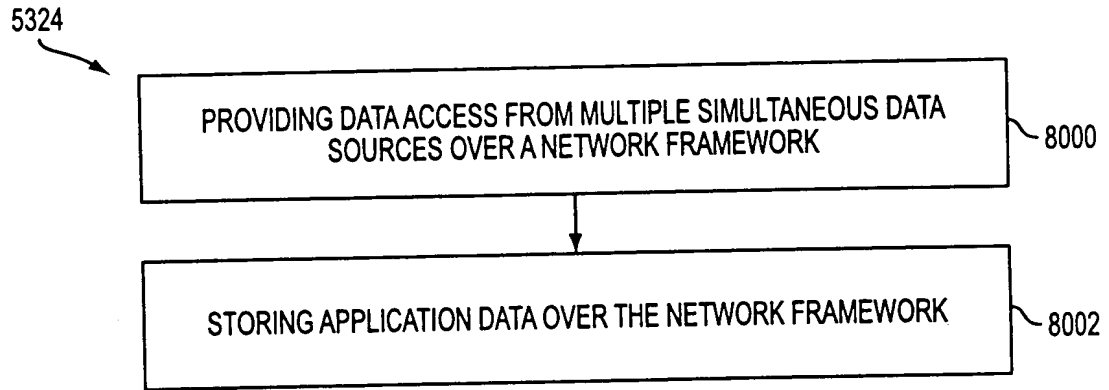 5324
PROVIDING DATA ACCESS FROM MULTIPLE SIMULTANEOUS DATA
SOURCES OVER A NETWORK FRAMEWORK
8000
STORING APPLICATION DATA OVER THE NETWORK FRAMEWORK
8002